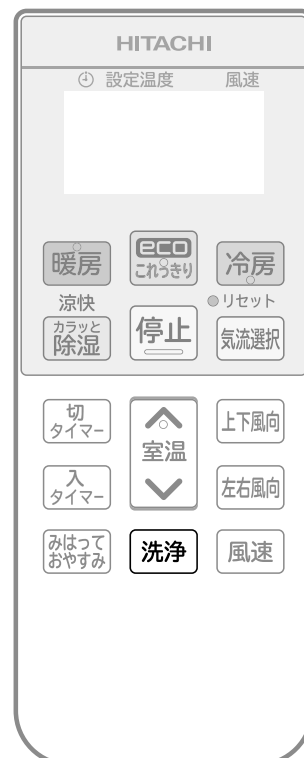 HITACHI
設定温度 風速
暖房
eco
これっきり
冷房
涼快
カラッと
除湿
停止
リセット
気流選択
切
タイマー
室温
上下風向
入
タイマー
左右風向
みはって
おやすみ
洗浄
風速